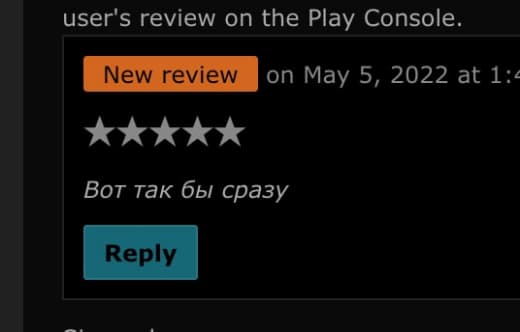 user's review on the Play Console.
New review on May 5, 2022 at 1:4
★★★★★
Вот так бы сразу
Reply